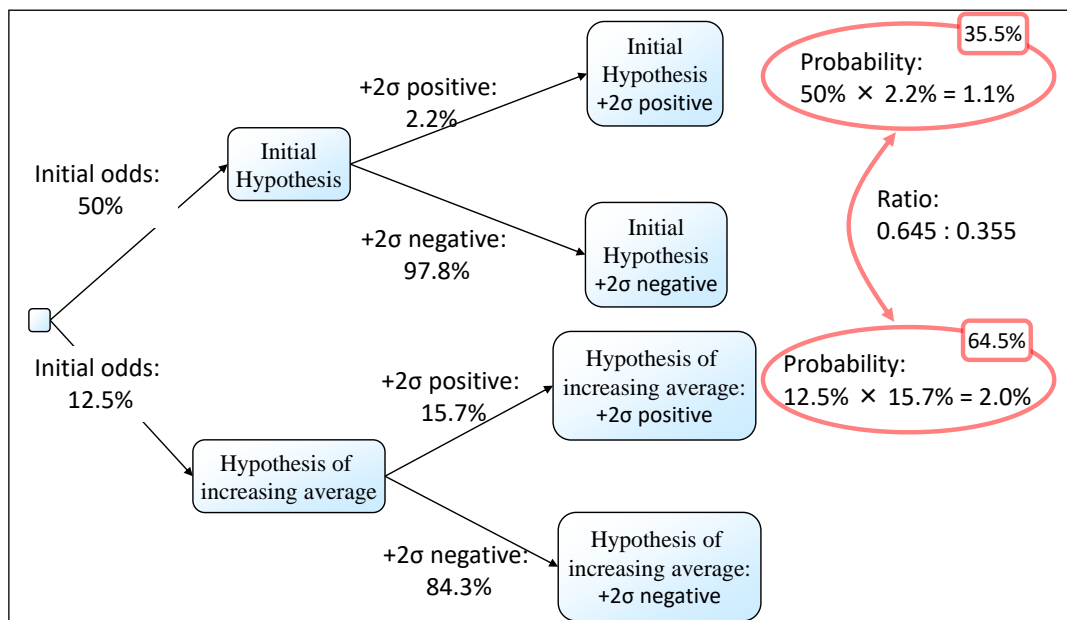 Initial odds:
50%
Initial odds:
12.5%
Initial
Hypothesis
Hypothesis of
increasing average
+2σ positive:
2.2%
+2σ negative:
97.8%
+2σ positive:
15.7%
+2σ negative:
84.3%
Initial
Hypothesis
+2σ positive
Initial
Hypothesis
+2σ negative
Hypothesis of
increasing average:
+2σ positive
Hypothesis of
increasing average:
+2σ negative
35.5%
Probability:
50% × 2.2% = 1.1%
Ratio:
0.645 : 0.355
64.5%
Probability:
12.5% × 15.7% = 2.0%